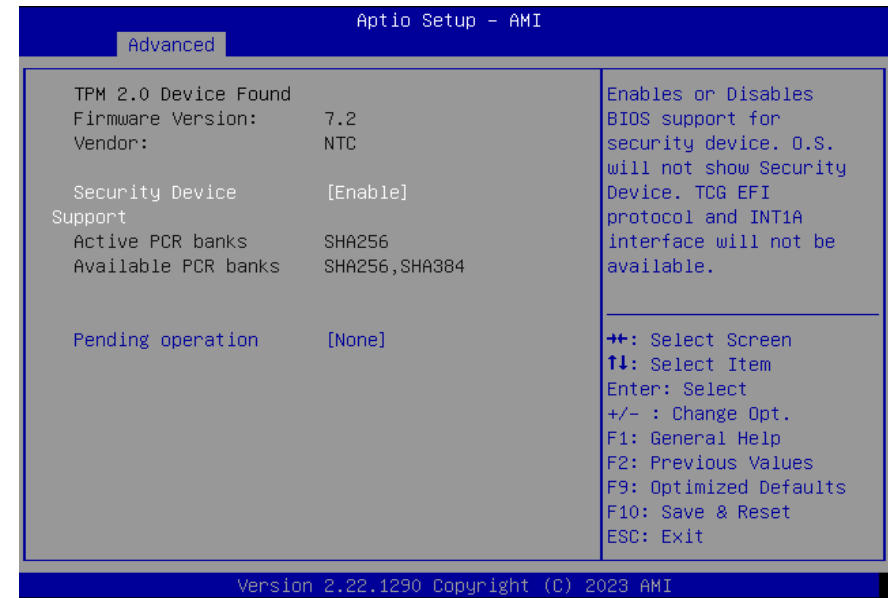 Aptio Setup – AMI
Advanced
TPM 2.0 Device Found
Firmware Version: 7.2
Vendor: NTC
Security Device [Enable]
Support
Active PCR banks SHA256
Available PCR banks SHA256,SHA384
Pending operation [None]
Enables or Disables
BIOS support for
security device. O.S.
will not show Security
Device. TCG EFI
protocol and INT1A
interface will not be
available.
→←: Select Screen
↑↓: Select Item
Enter: Select
+/- : Change Opt.
F1: General Help
F2: Previous Values
F9: Optimized Defaults
F10: Save & Reset
ESC: Exit
Version 2.22.1290 Copyright (C) 2023 AMI